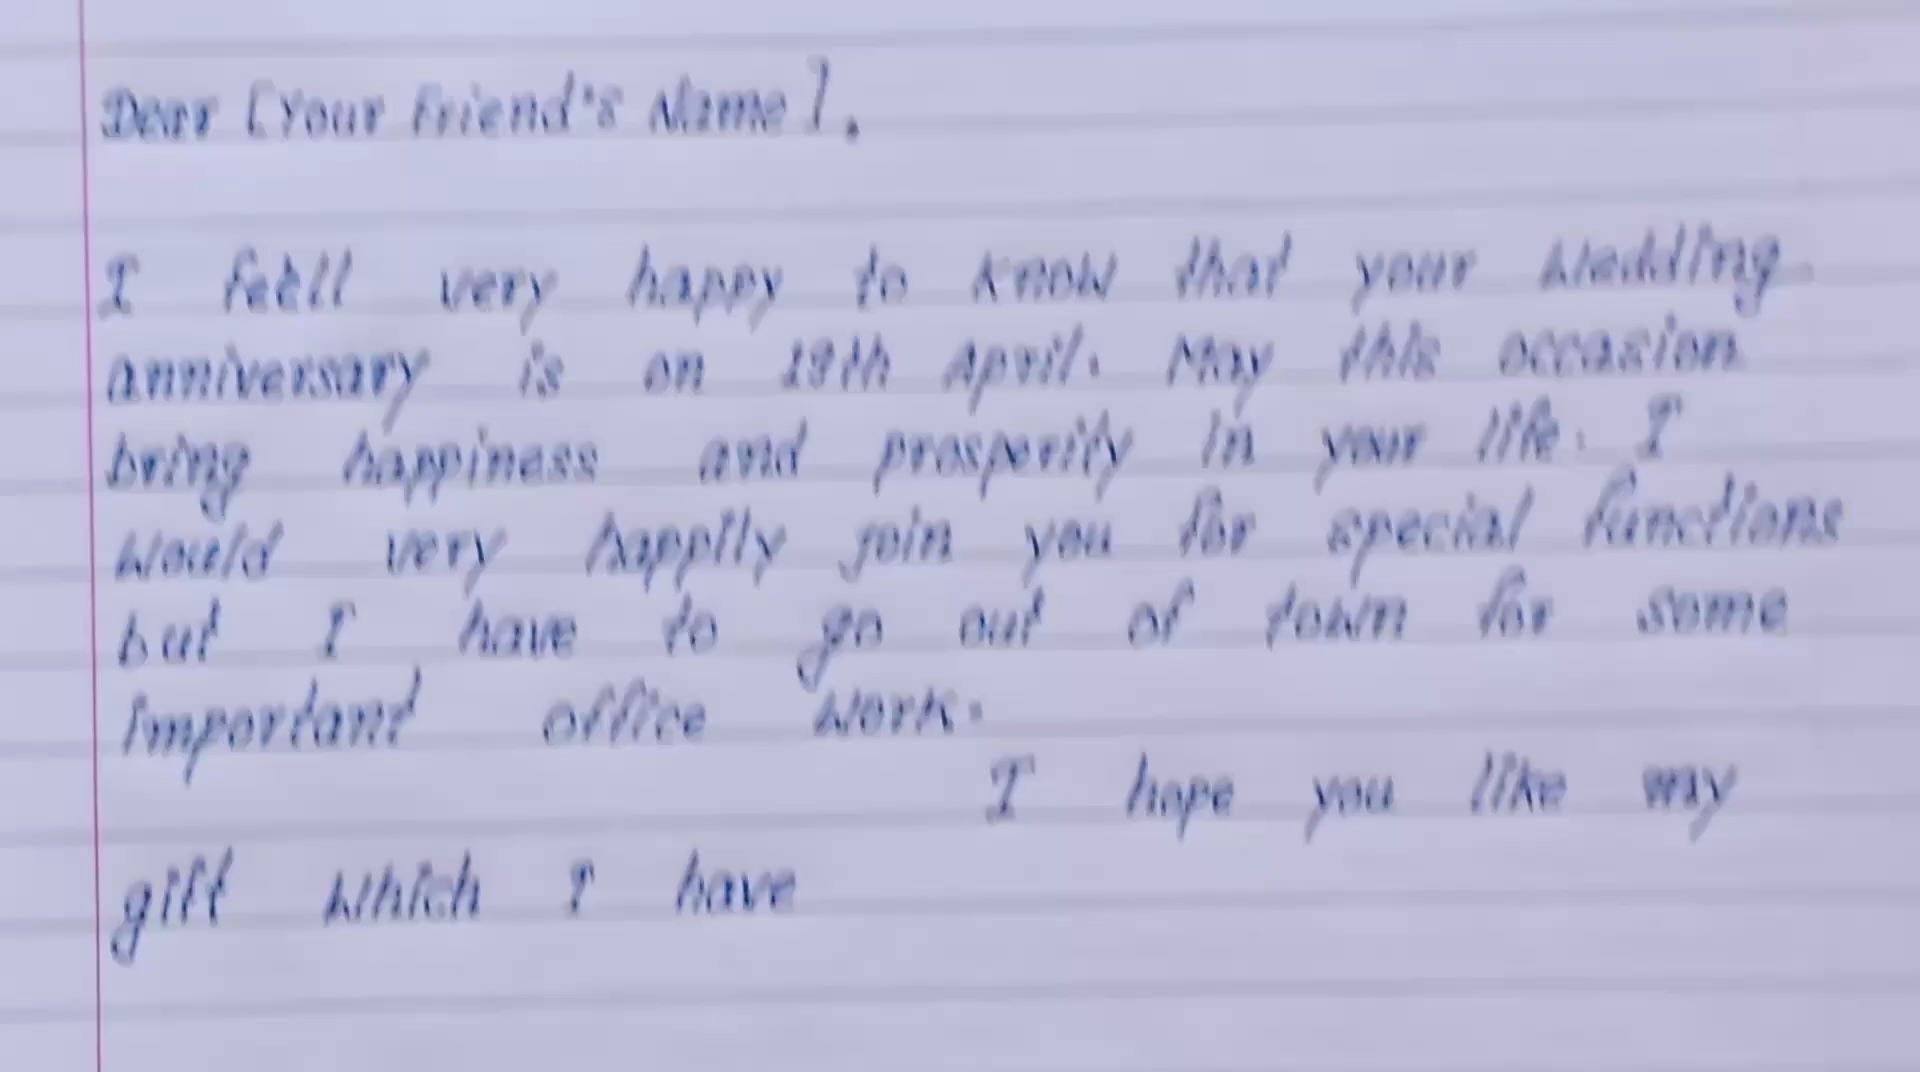 Dear [Your Friend's Name],
I feell very happy to know that your wedding
anniversary is on 19th April. May this occasion
bring happiness and prosperity in your life. I
would very happily join you for special functions
but I have to go out of town for some
important office work.
I hope you like my
gift which I have